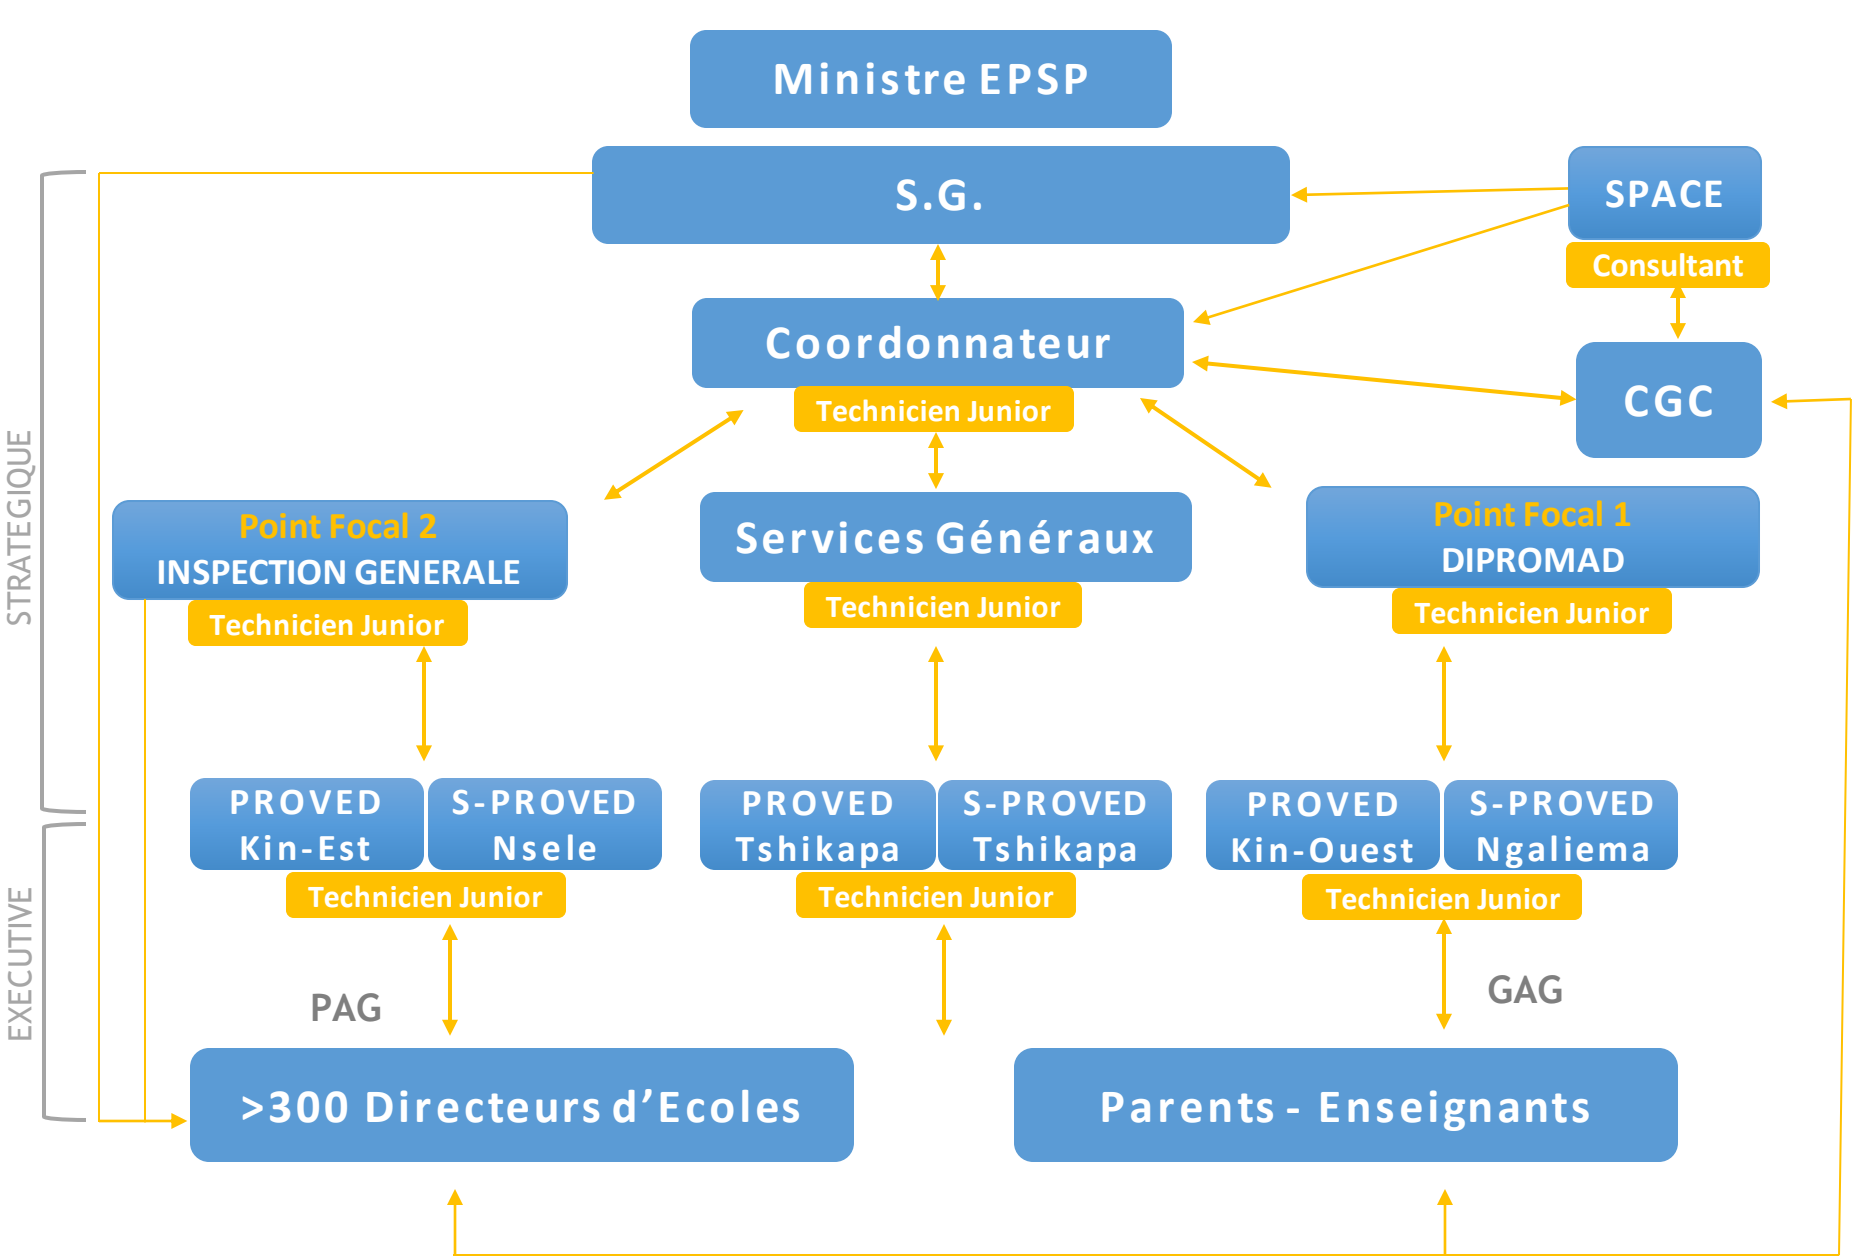 Ministre EPSP
S.G.
SPACE
Consultant
Coordonnateur
Technicien Junior
CGC
STRATEGIQUE
Point Focal 2
INSPECTION GENERALE
Technicien Junior
Services Généraux
Technicien Junior
Point Focal 1
DIPROMAD
Technicien Junior
PROVED
Kin-Est
S-PROVED
Nsele
Technicien Junior
PROVED
Tshikapa
S-PROVED
Tshikapa
Technicien Junior
PROVED
Kin-Ouest
S-PROVED
Ngaliema
Technicien Junior
EXECUTIVE
PAG
GAG
>300 Directeurs d’Ecoles
Parents - Enseignants